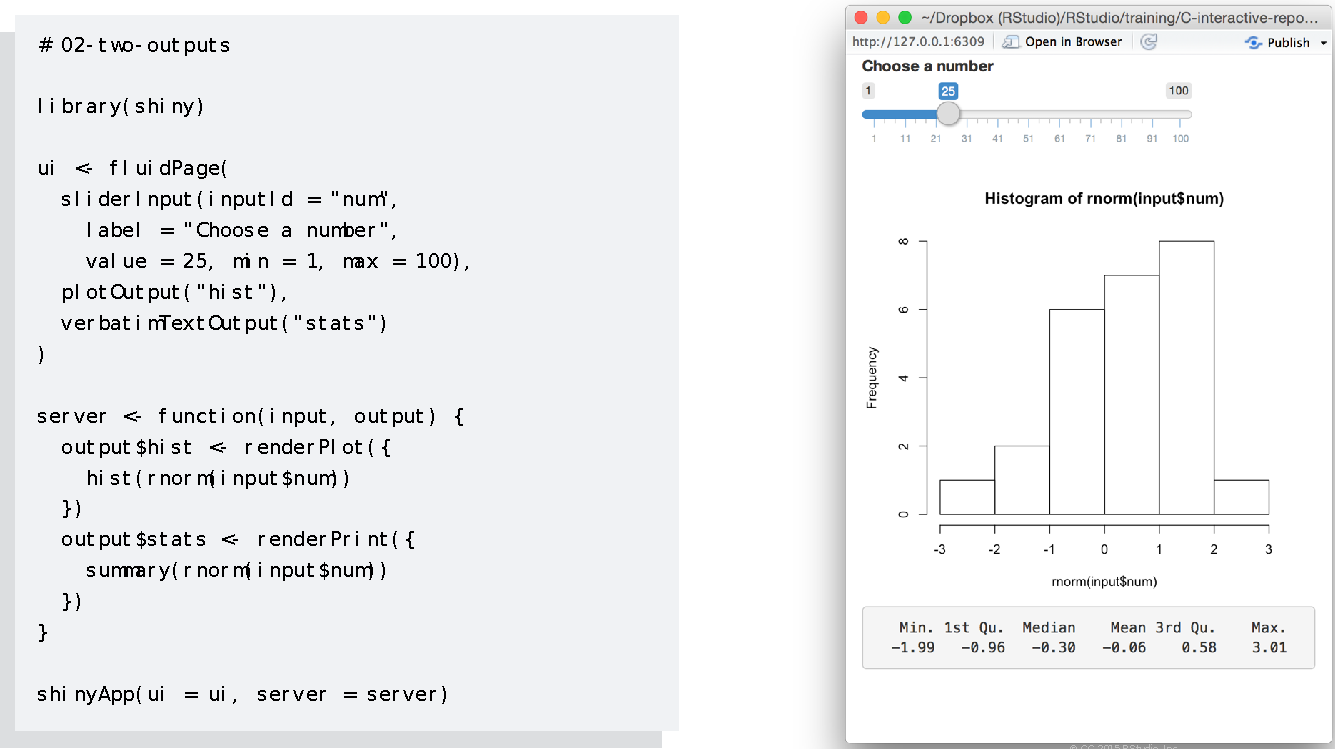 # 02-two-outputs
library(shiny)
ui <- fluidPage(
sliderInput(inputId = "num",
label = "Choose a number",
value = 25, min = 1, max = 100),
plotOutput("hist"),
verbatimTextOutput("stats")
)
server <- function(input, output) {
output$hist <- renderPlot({
hist(rnorm(input$num))
})
output$stats <- renderPrint({
summary(rnorm(input$num))
})
}
shinyApp(ui = ui, server = server)
~/Dropbox (RStudio)/RStudio/training/C-interactive-repo...
http://127.0.0.1:6309 Open in Browser Publish
Choose a number
1 25 100
1 11 21 31 41 51 61 71 81 91 100
Histogram of rnorm(input$num)
Frequency
8
6
4
2
0
-3 -2 -1 0 1 2 3
rnorm(input$num)
Min. 1st Qu. Median Mean 3rd Qu. Max.
-1.99 -0.96 -0.30 -0.06 0.58 3.01
© CC 2015 RStudio, Inc.